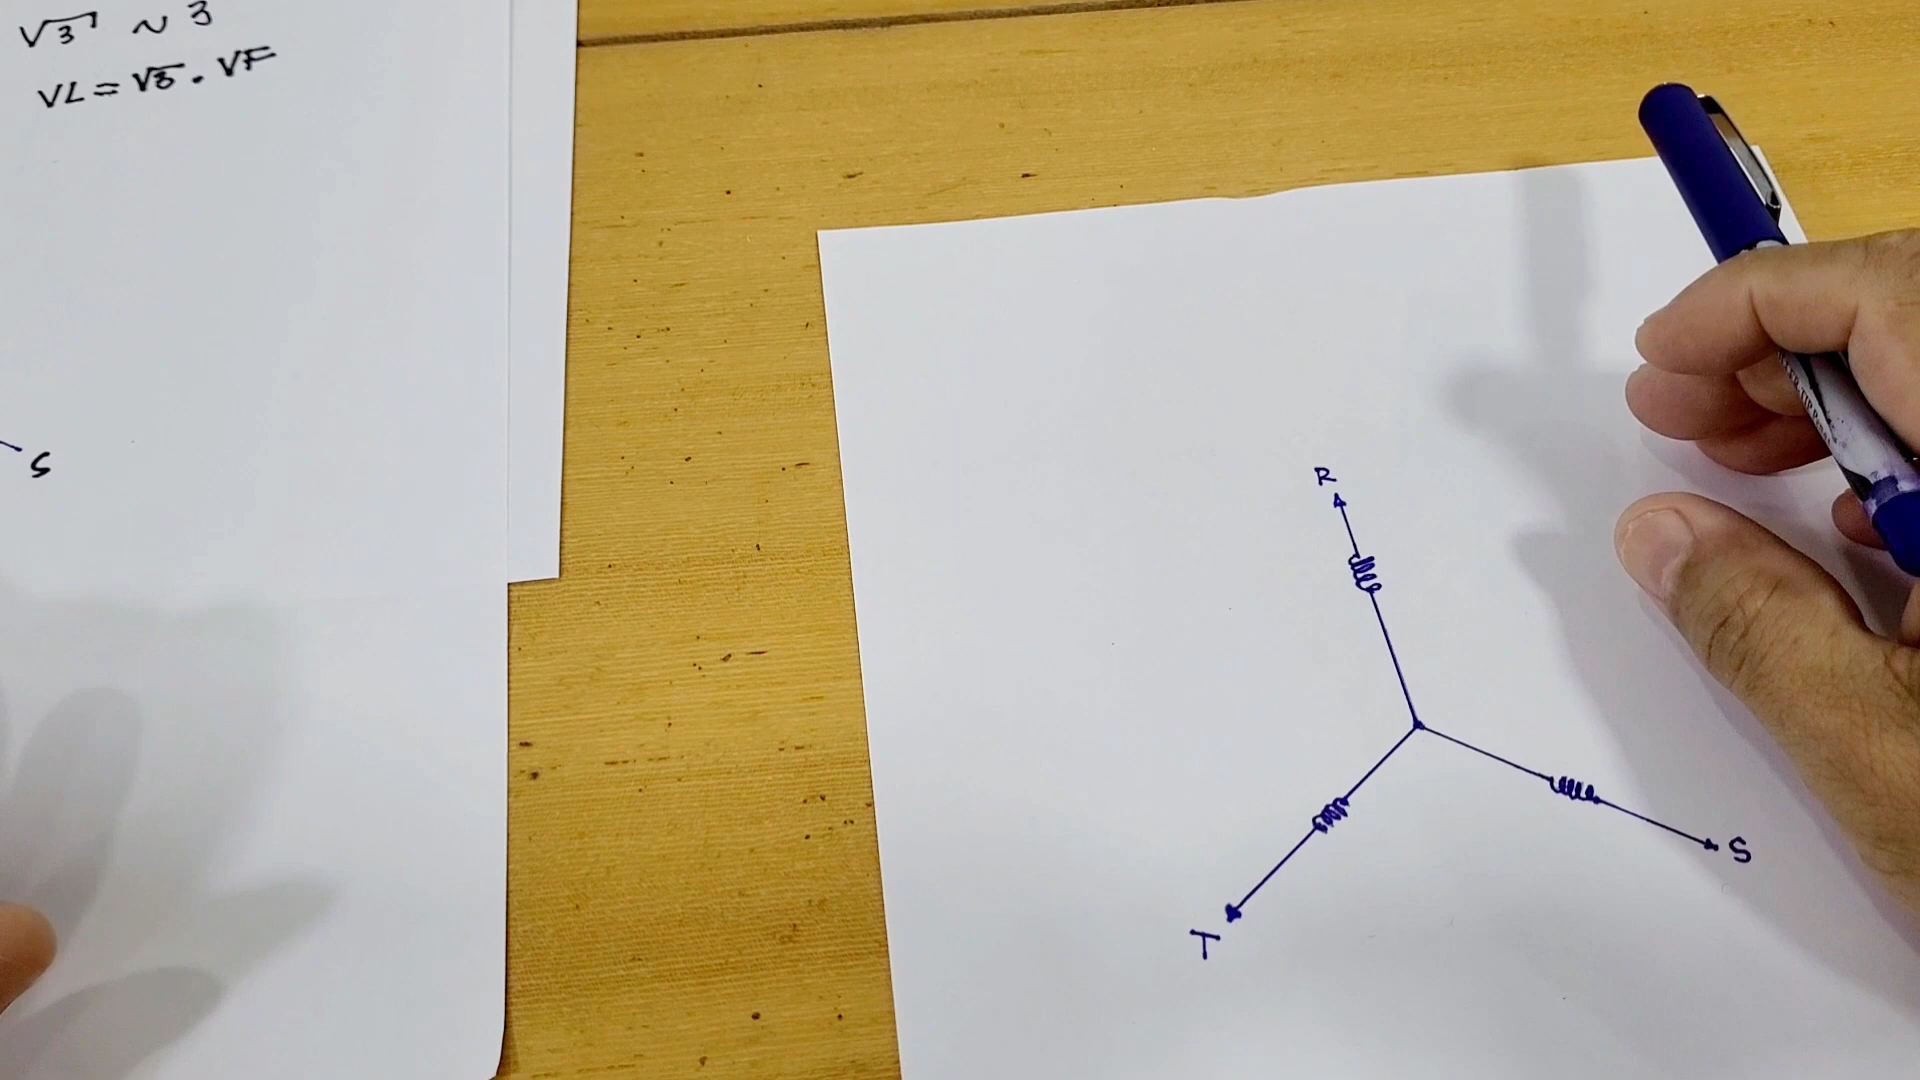 √3 ~ 3
VL = √3 . VF
S
R
S
T